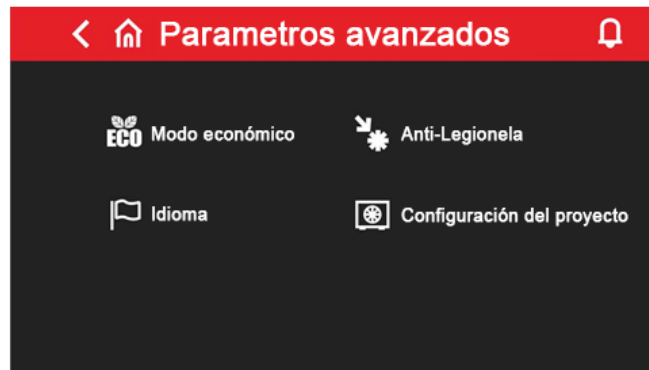 Parametros avanzados
ECO Modo económico
Anti-Legionela
Idioma
Configuración del proyecto